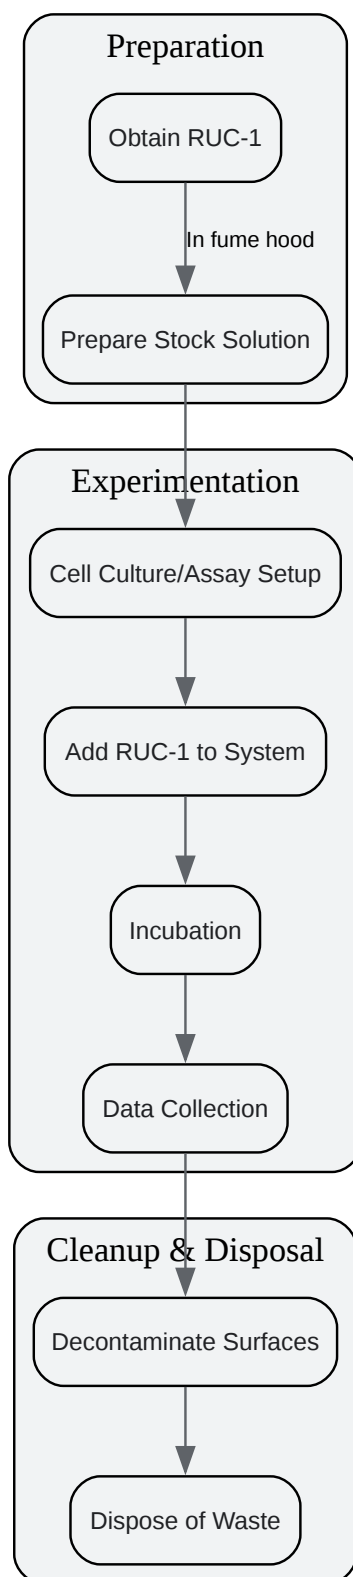 Preparation
Obtain RUC-1
In fume hood
Prepare Stock Solution
Experimentation
Cell Culture/Assay Setup
Add RUC-1 to System
Incubation
Data Collection
Cleanup & Disposal
Decontaminate Surfaces
Dispose of Waste